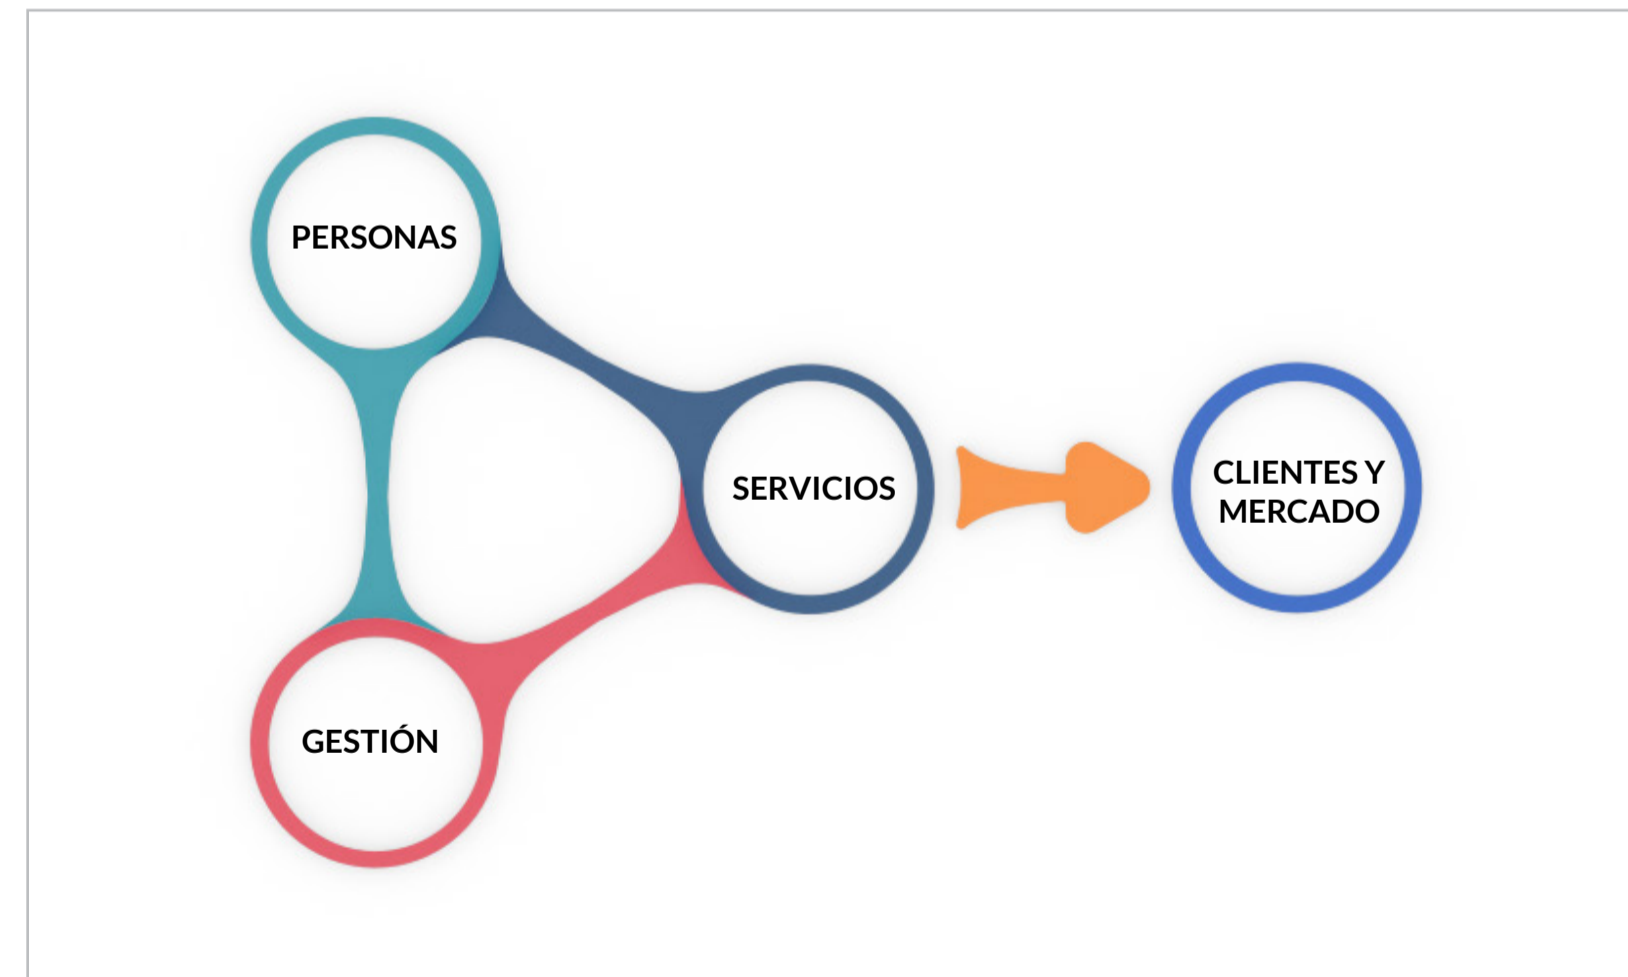 PERSONAS
SERVICIOS
CLIENTES Y
MERCADO
GESTIÓN